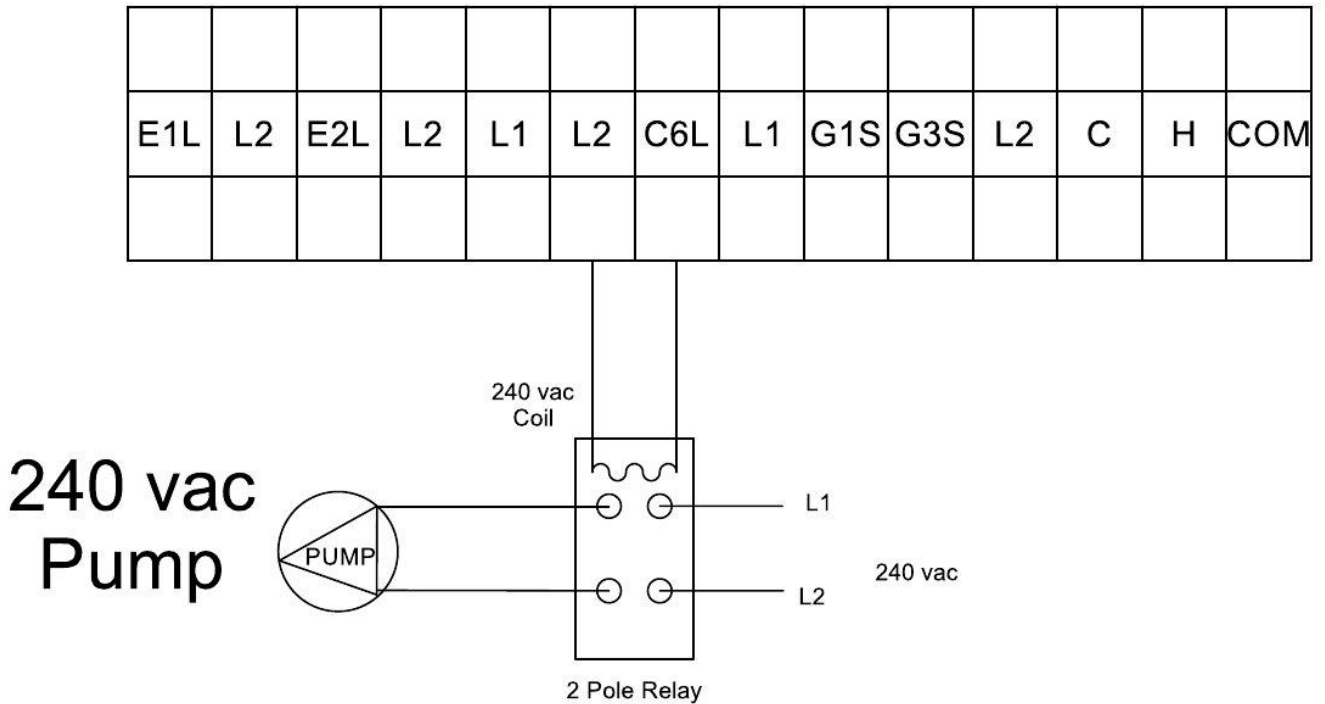 E1L L2 E2L L2 L1 L2 C6L L1 G1S G3S L2 C H COM
240 vac
Coil
240 vac
Pump
PUMP
L1
240 vac
L2
2 Pole Relay